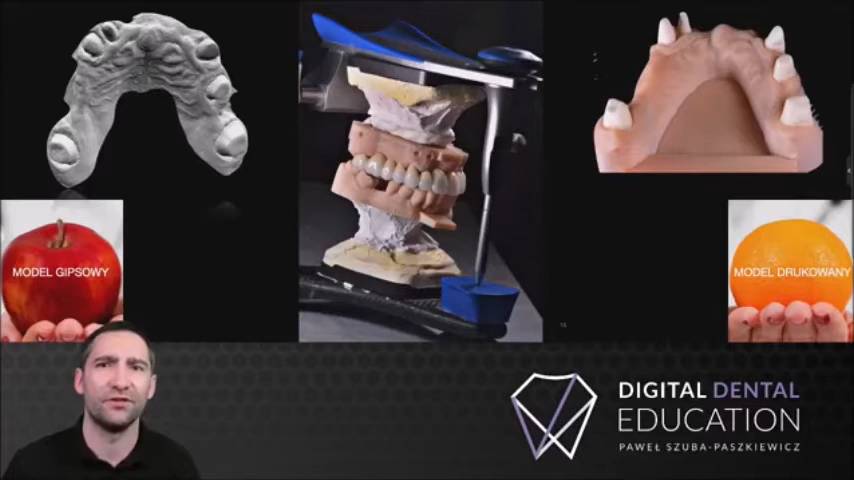 MODEL GIPSOWY
MODEL DRUKOWANY
DIGITAL DENTAL
EDUCATION
PAWEŁ SZUBA-PASZKIEWICZ